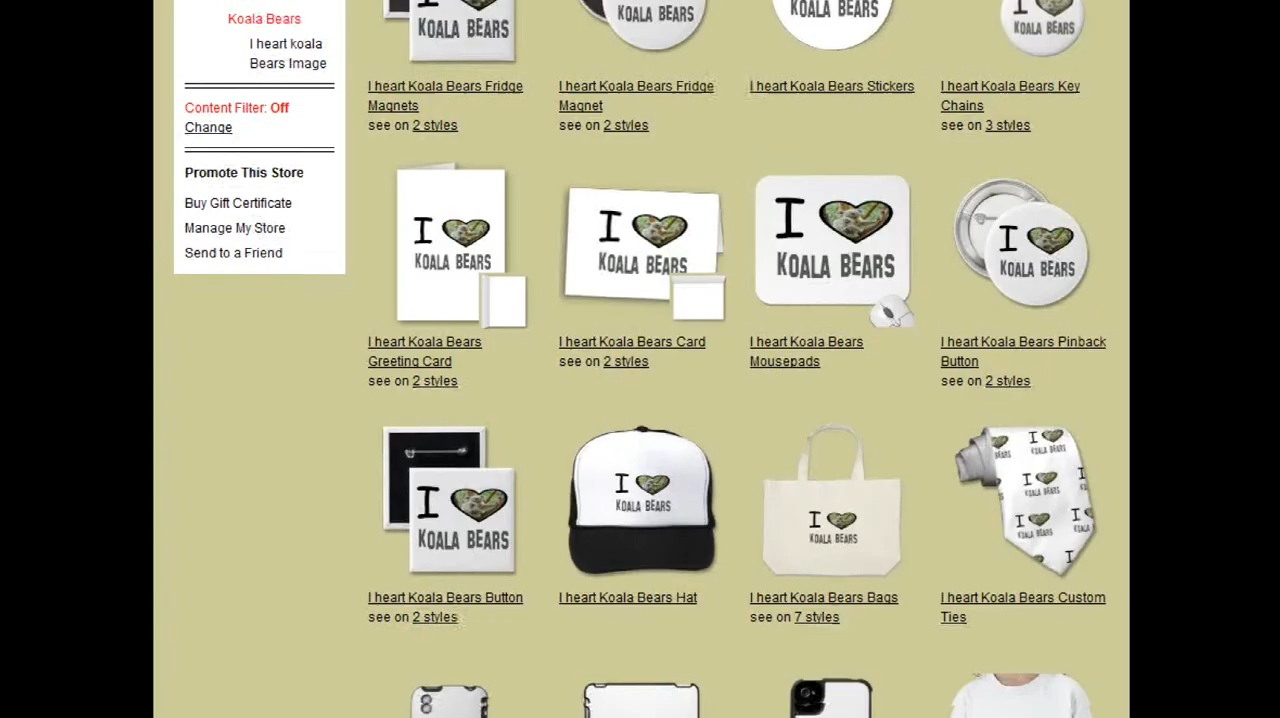 Koala Bears
I heart koala
Bears Image
Content Filter: Off
Change
Promote This Store
Buy Gift Certificate
Manage My Store
Send to a Friend
KOALA BEARS
KOALA BEARS
KOALA BEARS
KOALA BEARS
I heart Koala Bears Fridge
Magnets
see on 2 styles
I heart Koala Bears Fridge
Magnet
see on 2 styles
I heart Koala Bears Stickers
I heart Koala Bears Key
Chains
see on 3 styles
I
KOALA BEARS
I
KOALA BEARS
I
KOALA BEARS
I
KOALA BEARS
I heart Koala Bears
Greeting Card
see on 2 styles
I heart Koala Bears Card
see on 2 styles
I heart Koala Bears
Mousepads
I heart Koala Bears Pinback
Button
see on 2 styles
I
KOALA BEARS
I
KOALA BEARS
I
KOALA BEARS
I
KOALA BEARS
I
KOALA BEARS
I
KOALA BEARS
I heart Koala Bears Button
see on 2 styles
I heart Koala Bears Hat
I heart Koala Bears Bags
see on 7 styles
I heart Koala Bears Custom
Ties